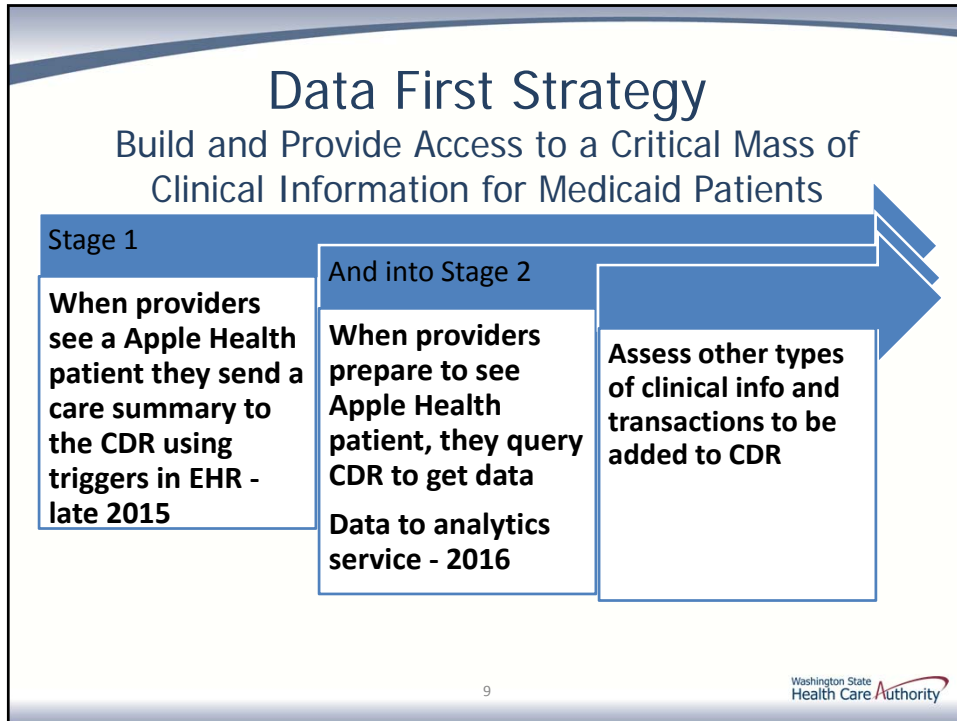 Data First Strategy
Build and Provide Access to a Critical Mass of
Clinical Information for Medicaid Patients
Stage 1
When providers
see a Apple Health
patient they send a
care summary to
the CDR using
triggers in EHR -
late 2015
And into Stage 2
When providers
prepare to see
Apple Health
patient, they query
CDR to get data
Data to analytics
service - 2016
Assess other types
of clinical info and
transactions to be
added to CDR
9
Washington State
Health Care Authority